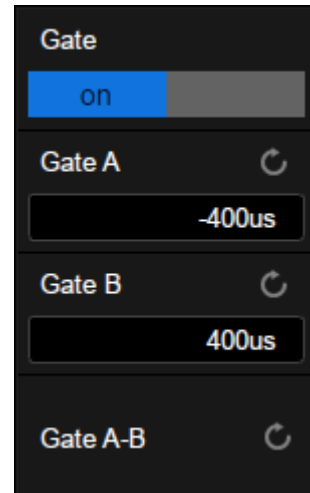 Gate
on
Gate A
-400us
Gate B
400us
Gate A-B